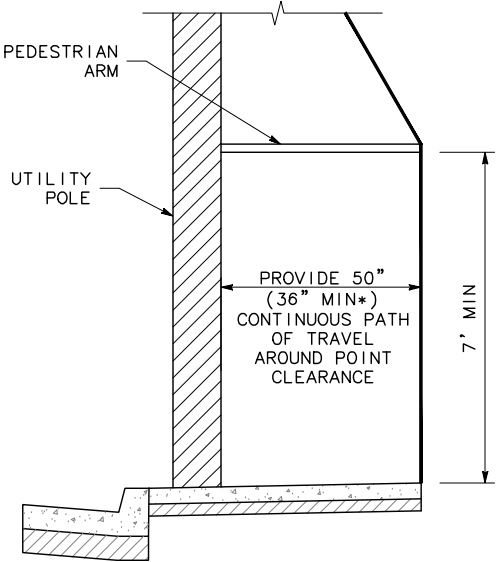 PEDESTRIAN
ARM
UTILITY
POLE
PROVIDE 50"
(36" MIN*)
CONTINUOUS PATH
OF TRAVEL
AROUND POINT
CLEARANCE
7' MIN